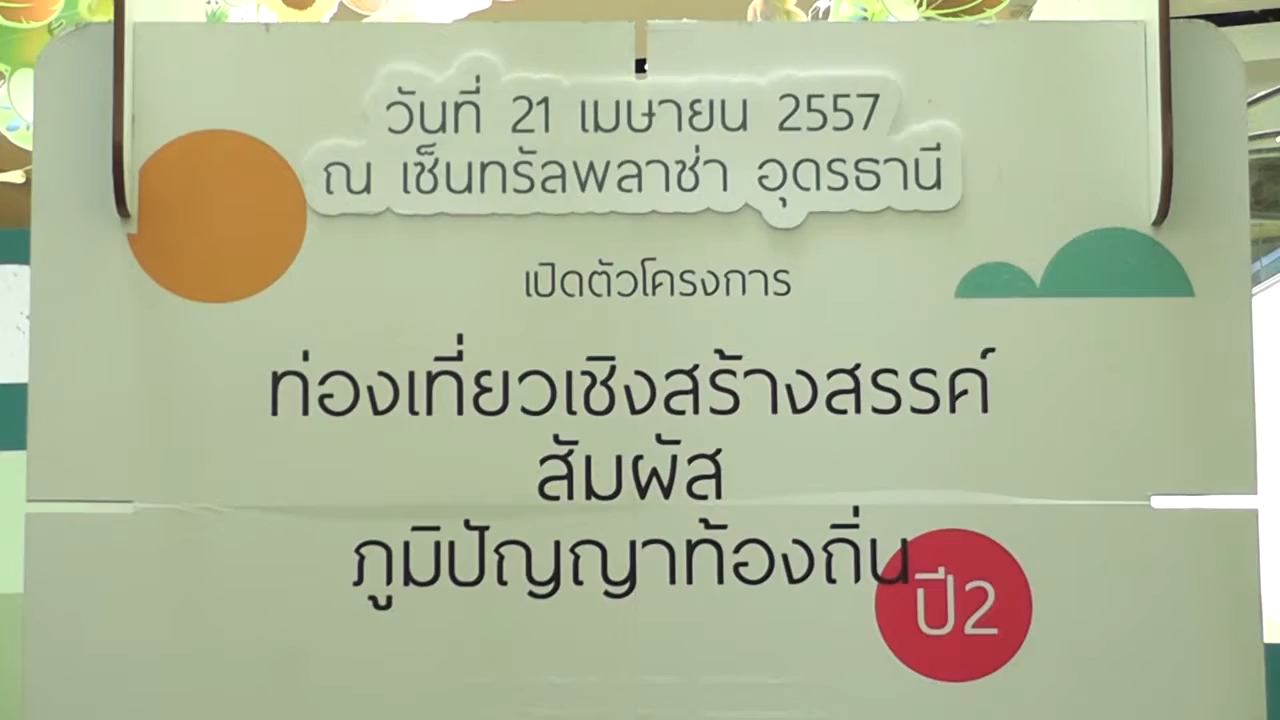 วันที่ 21 เมษายน 2557
ณ เซ็นทรัลพลาซ่า อุดรธานี
เปิดตัวโครงการ
ท่องเที่ยวเชิงสร้างสรรค์
สัมผัส
ภูมิปัญญาท้องถิ่น
ปี2